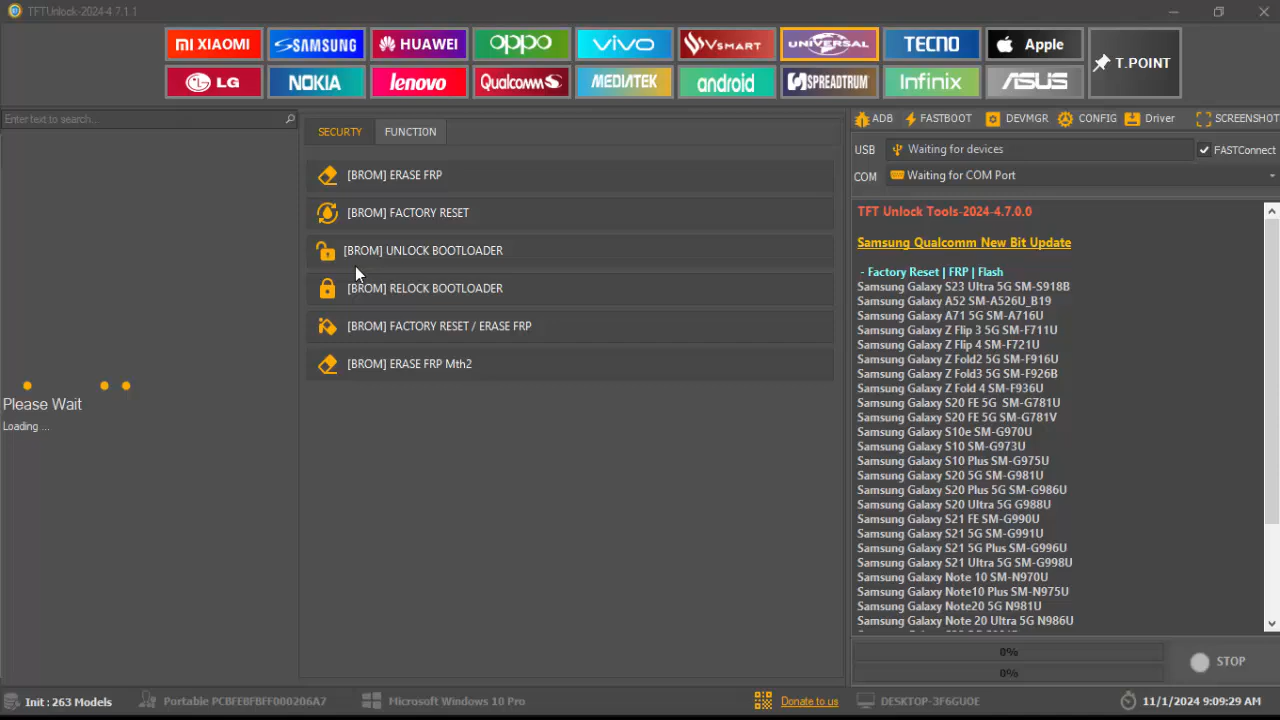 TFTUnlock-2024-4.7.1.1
mi XIAOMI
SAMSUNG
HUAWEI
oppo
vivo
VSMART
UNIVERSAL
TECNO
Apple
T.POINT
LG
NOKIA
lenovo
Qualcomm
MEDIATEK
android
SPREADTRUM
Infinix
ASUS
Enter text to search...
SECURTY
FUNCTION
ADB
FASTBOOT
DEVMGR
CONFIG
Driver
SCREENSHOT
[BROM] ERASE FRP
[BROM] FACTORY RESET
[BROM] UNLOCK BOOTLOADER
[BROM] RELOCK BOOTLOADER
[BROM] FACTORY RESET / ERASE FRP
[BROM] ERASE FRP Mth2
USB
Waiting for devices
FASTConnect
COM
Waiting for COM Port
Please Wait
Loading ...
TFT Unlock Tools-2024-4.7.0.0
Samsung Qualcomm New Bit Update
- Factory Reset | FRP | Flash
Samsung Galaxy S23 Ultra 5G SM-S918B
Samsung Galaxy A52 SM-A526U_B19
Samsung Galaxy A71 5G SM-A716U
Samsung Galaxy Z Flip 3 5G SM-F711U
Samsung Galaxy Z Flip 4 SM-F721U
Samsung Galaxy Z Fold2 5G SM-F916U
Samsung Galaxy Z Fold3 5G SM-F926B
Samsung Galaxy Z Fold 4 SM-F936U
Samsung Galaxy S20 FE 5G SM-G781U
Samsung Galaxy S20 FE 5G SM-G781V
Samsung Galaxy S10e SM-G970U
Samsung Galaxy S10 SM-G973U
Samsung Galaxy S10 Plus SM-G975U
Samsung Galaxy S20 5G SM-G981U
Samsung Galaxy S20 Plus 5G SM-G986U
Samsung Galaxy S20 Ultra 5G G988U
Samsung Galaxy S21 FE SM-G990U
Samsung Galaxy S21 5G SM-G991U
Samsung Galaxy S21 5G Plus SM-G996U
Samsung Galaxy S21 Ultra 5G SM-G998U
Samsung Galaxy Note 10 SM-N970U
Samsung Galaxy Note10 Plus SM-N975U
Samsung Galaxy Note20 5G N981U
Samsung Galaxy Note 20 Ultra 5G N986U
0%
0%
STOP
Init : 263 Models
Portable PCBFEBFBFF000206A7
Microsoft Windows 10 Pro
Donate to us
DESKTOP-3F6GU0E
11/1/2024 9:09:29 AM